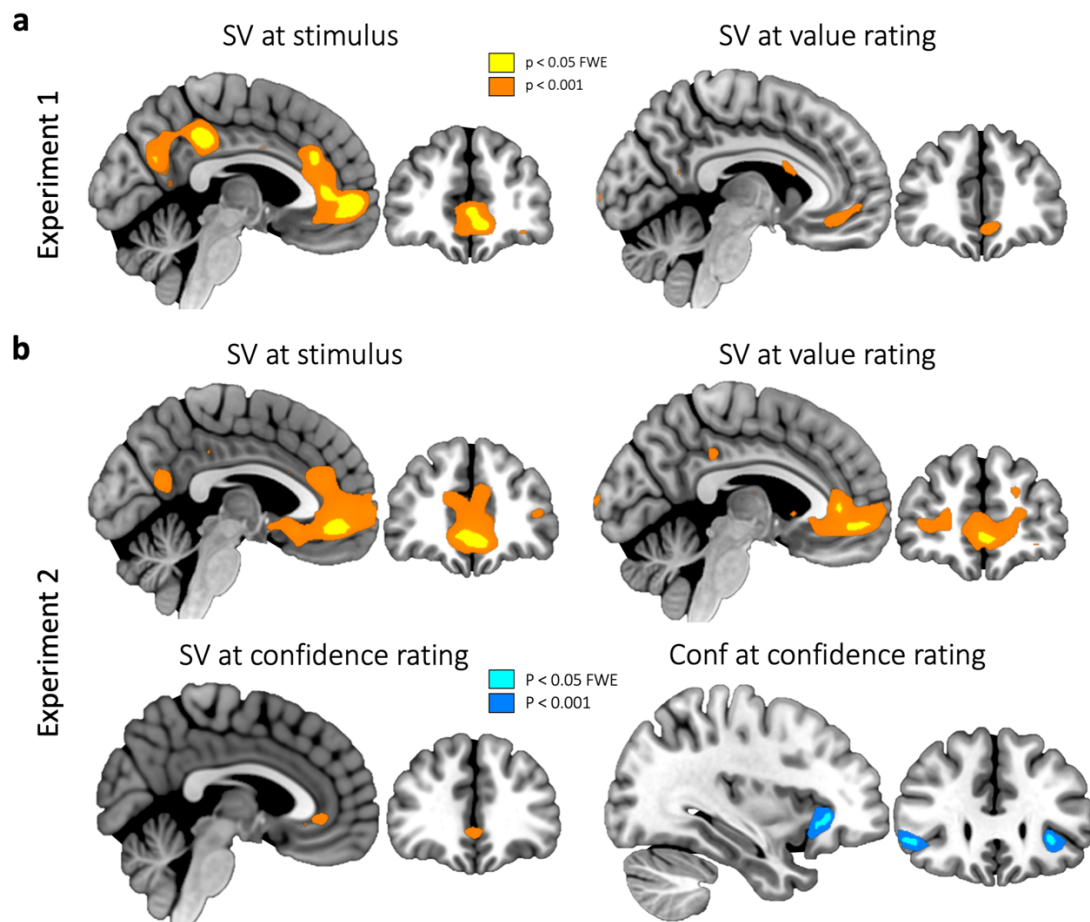 a
SV at stimulus
SV at value rating
p < 0.05 FWE
p < 0.001
Experiment 1
b
SV at stimulus
SV at value rating
Experiment 2
SV at confidence rating
Conf at confidence rating
P < 0.05 FWE
P < 0.001